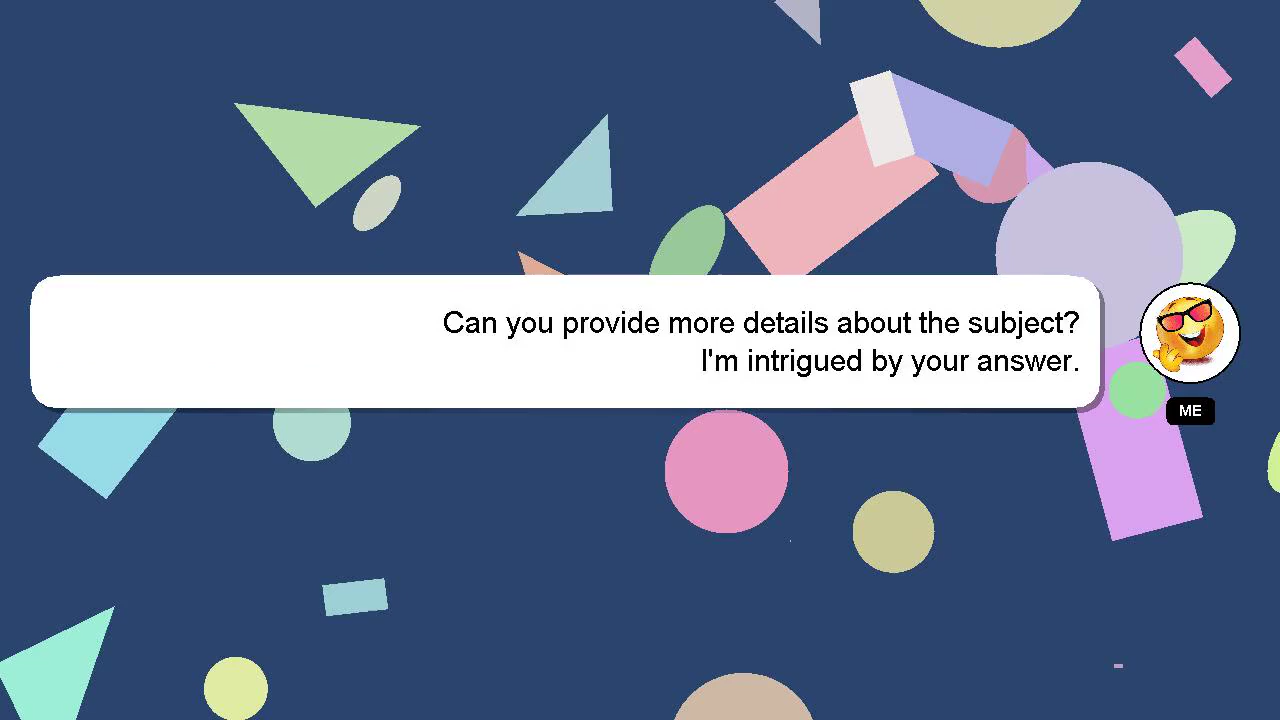 Can you provide more details about the subject?
I'm intrigued by your answer.
ME